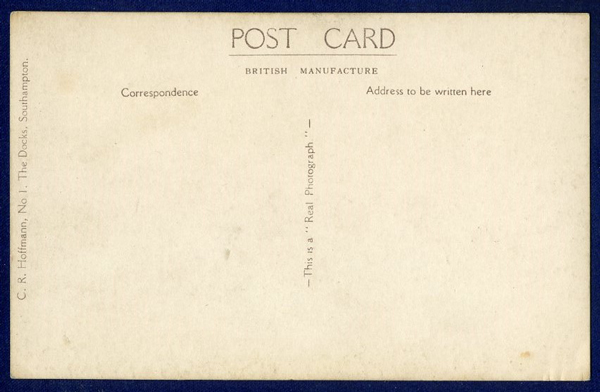 POST CARD
BRITISH MANUFACTURE
Correspondence
Address to be written here
—This is a "Real Photograph"—
C. R. Hoffmann, No 1, The Docks, Southampton.